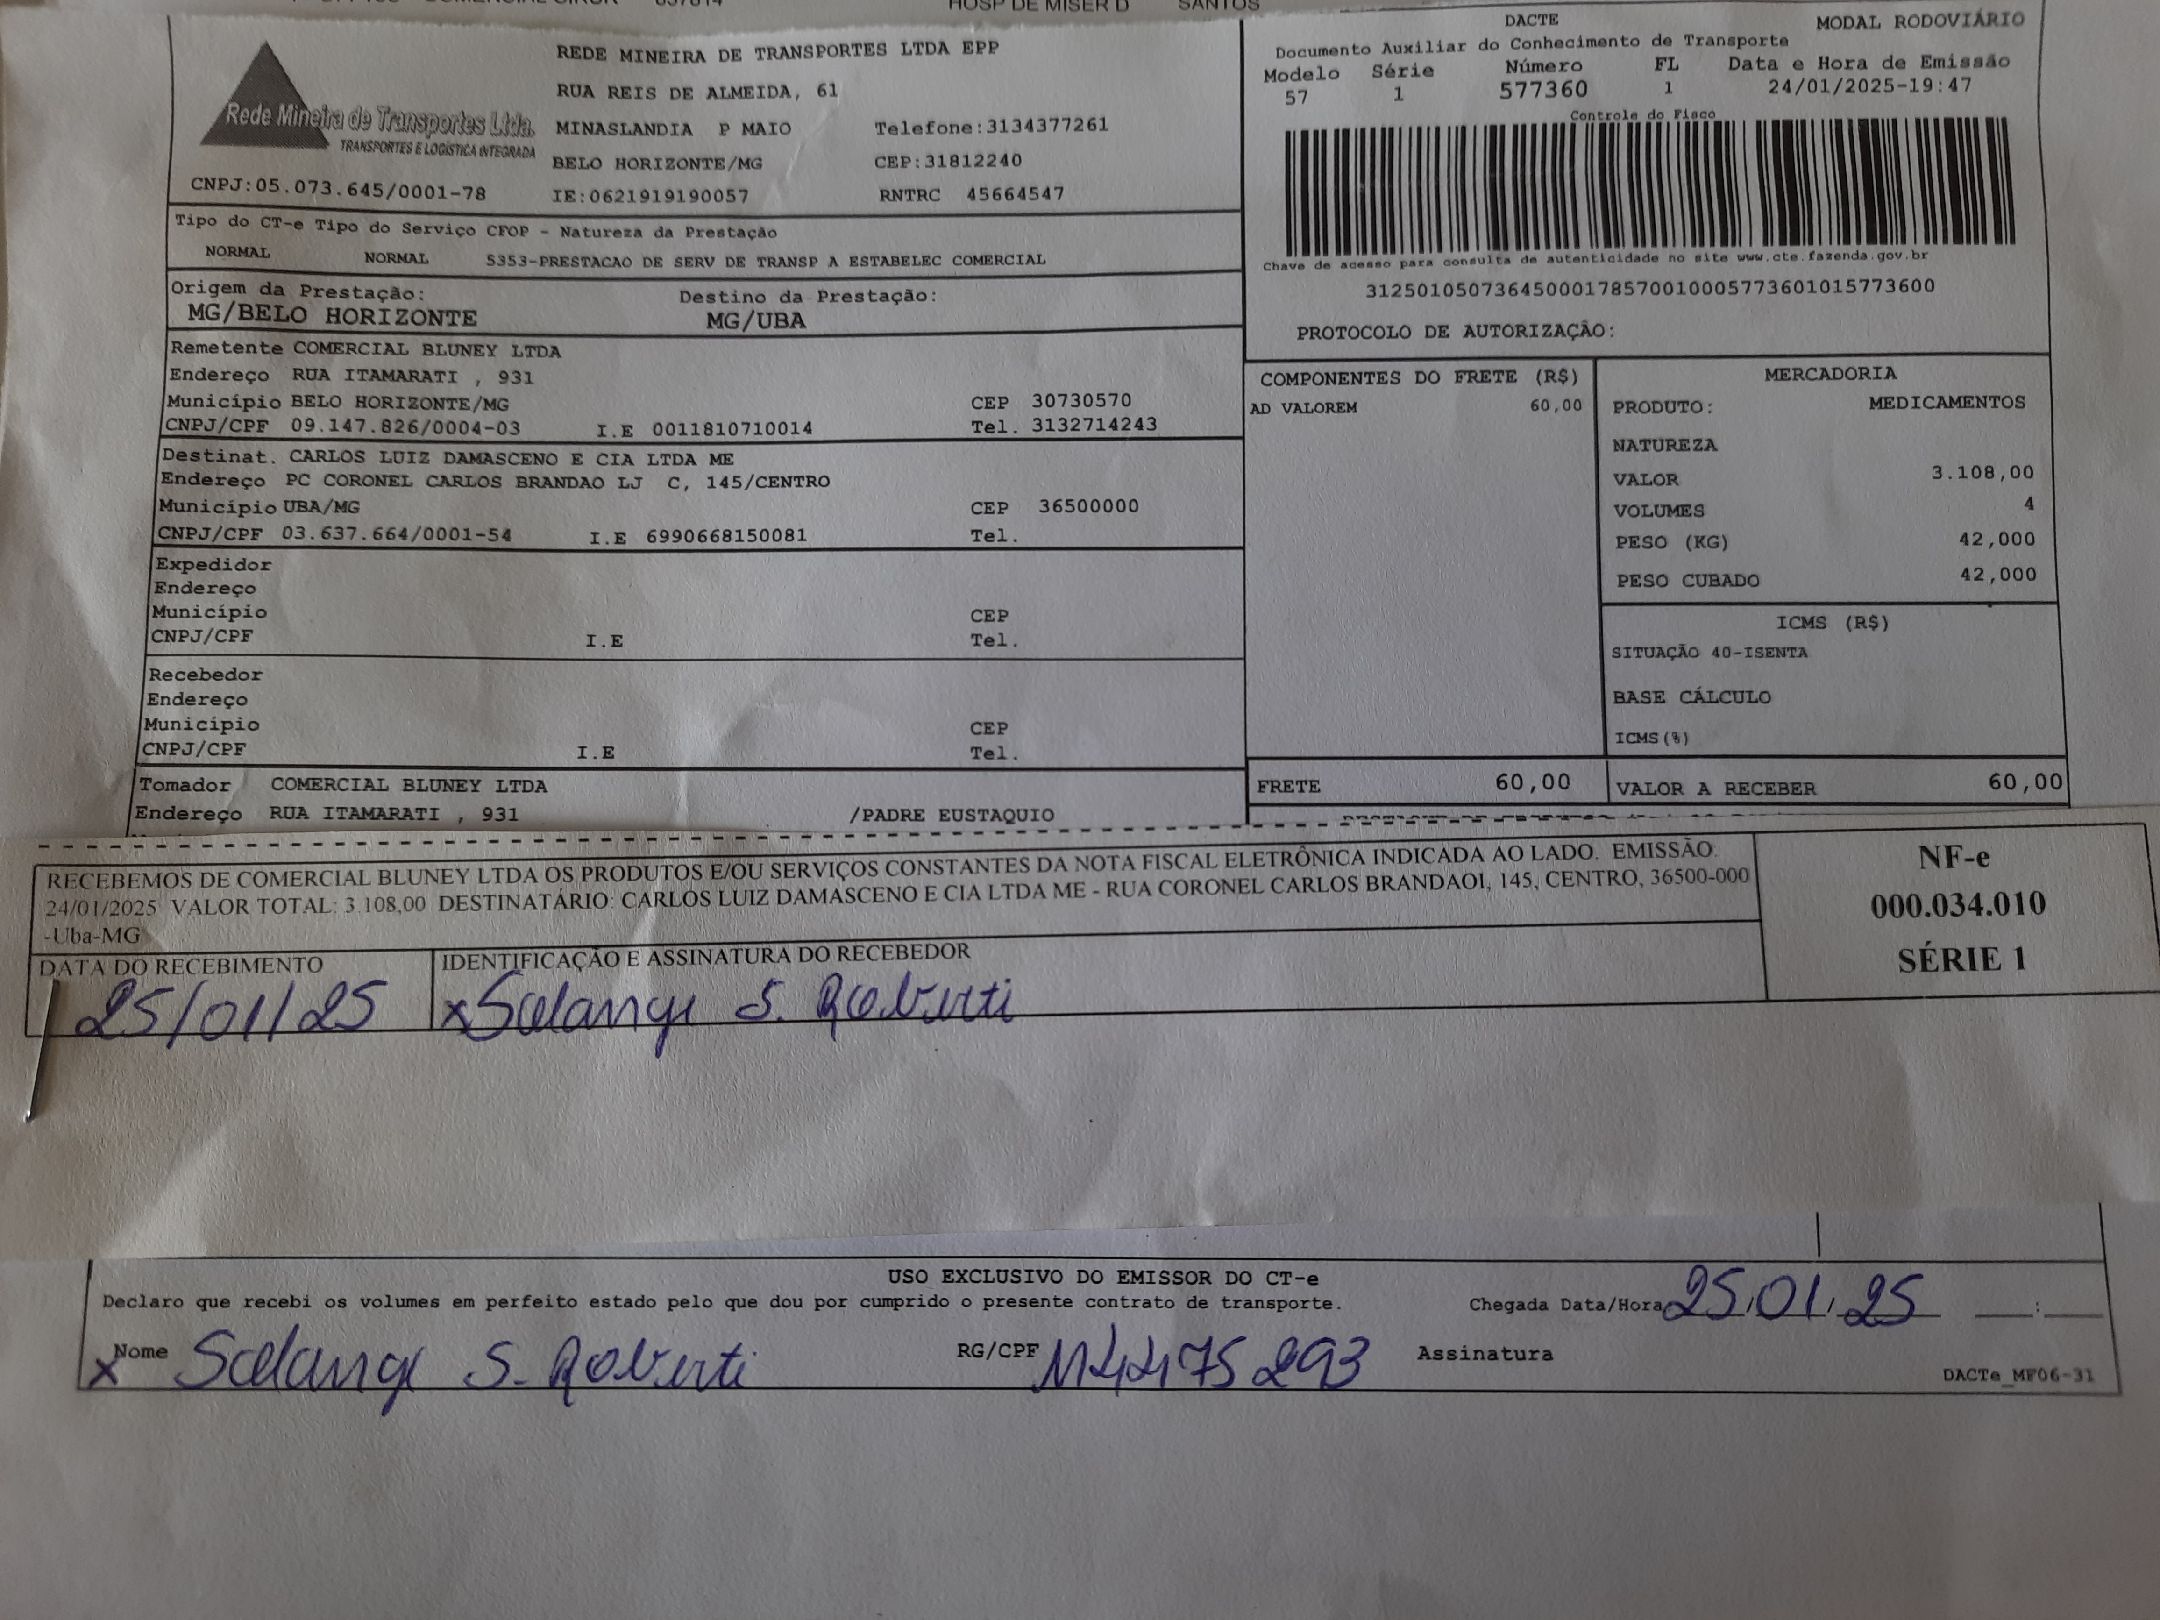 HOSP DE MISER D SANTOS
REDE MINEIRA DE TRANSPORTES LTDA EPP
RUA REIS DE ALMEIDA, 61
Rede Mineira de Transportes Ltda.
TRANSPORTES E LOGÍSTICA INTEGRADA
MINASLANDIA P MAIO Telefone:3134377261
BELO HORIZONTE/MG CEP:31812240
CNPJ:05.073.645/0001-78 IE:0621919190057 RNTRC 45664547
DACTE MODAL RODOVIÁRIO
Documento Auxiliar do Conhecimento de Transporte
Modelo Série Número FL Data e Hora de Emissão
57 1 577360 1 24/01/2025-19:47
Controle do Fisco
Chave de acesso para consulta de autenticidade no site www.cte.fazenda.gov.br
31250105073645000178570010005773601015773600
PROTOCOLO DE AUTORIZAÇÃO:
Tipo do CT-e Tipo do Serviço CFOP - Natureza da Prestação
NORMAL NORMAL 5353-PRESTACAO DE SERV DE TRANSP A ESTABELEC COMERCIAL
Origem da Prestação: Destino da Prestação:
MG/BELO HORIZONTE MG/UBA
Remetente COMERCIAL BLUNEY LTDA
Endereço RUA ITAMARATI , 931
Município BELO HORIZONTE/MG CEP 30730570
CNPJ/CPF 09.147.826/0004-03 I.E 0011810710014 Tel. 3132714243
Destinat. CARLOS LUIZ DAMASCENO E CIA LTDA ME
Endereço PC CORONEL CARLOS BRANDAO LJ C, 145/CENTRO
Município UBA/MG CEP 36500000
CNPJ/CPF 03.637.664/0001-54 I.E 6990668150081 Tel.
Expedidor
Endereço
Município CEP
CNPJ/CPF I.E Tel.
Recebedor
Endereço
Município CEP
CNPJ/CPF I.E Tel.
Tomador COMERCIAL BLUNEY LTDA
Endereço RUA ITAMARATI , 931 /PADRE EUSTAQUIO
COMPONENTES DO FRETE (R$)
AD VALOREM 60,00
MERCADORIA
PRODUTO: MEDICAMENTOS
NATUREZA
VALOR 3.108,00
VOLUMES 4
PESO (KG) 42,000
PESO CUBADO 42,000
ICMS (R$)
SITUAÇÃO 40-ISENTA
BASE CÁLCULO
ICMS(%)
FRETE 60,00 VALOR A RECEBER 60,00
RECEBEMOS DE COMERCIAL BLUNEY LTDA OS PRODUTOS E/OU SERVIÇOS CONSTANTES DA NOTA FISCAL ELETRÔNICA INDICADA AO LADO. EMISSÃO.
24/01/2025 VALOR TOTAL: 3.108,00 DESTINATÁRIO: CARLOS LUIZ DAMASCENO E CIA LTDA ME - RUA CORONEL CARLOS BRANDAOI, 145, CENTRO, 36500-000
-Uba-MG
NF-e
000.034.010
SÉRIE 1
DATA DO RECEBIMENTO IDENTIFICAÇÃO E ASSINATURA DO RECEBEDOR
25/01/25 x Solange S. Roberti
USO EXCLUSIVO DO EMISSOR DO CT-e
Declaro que recebi os volumes em perfeito estado pelo que dou por cumprido o presente contrato de transporte. Chegada Data/Hora 25/01/25 :
x Nome Solange S. Roberti RG/CPF Assinatura
DACTe_MF06-31